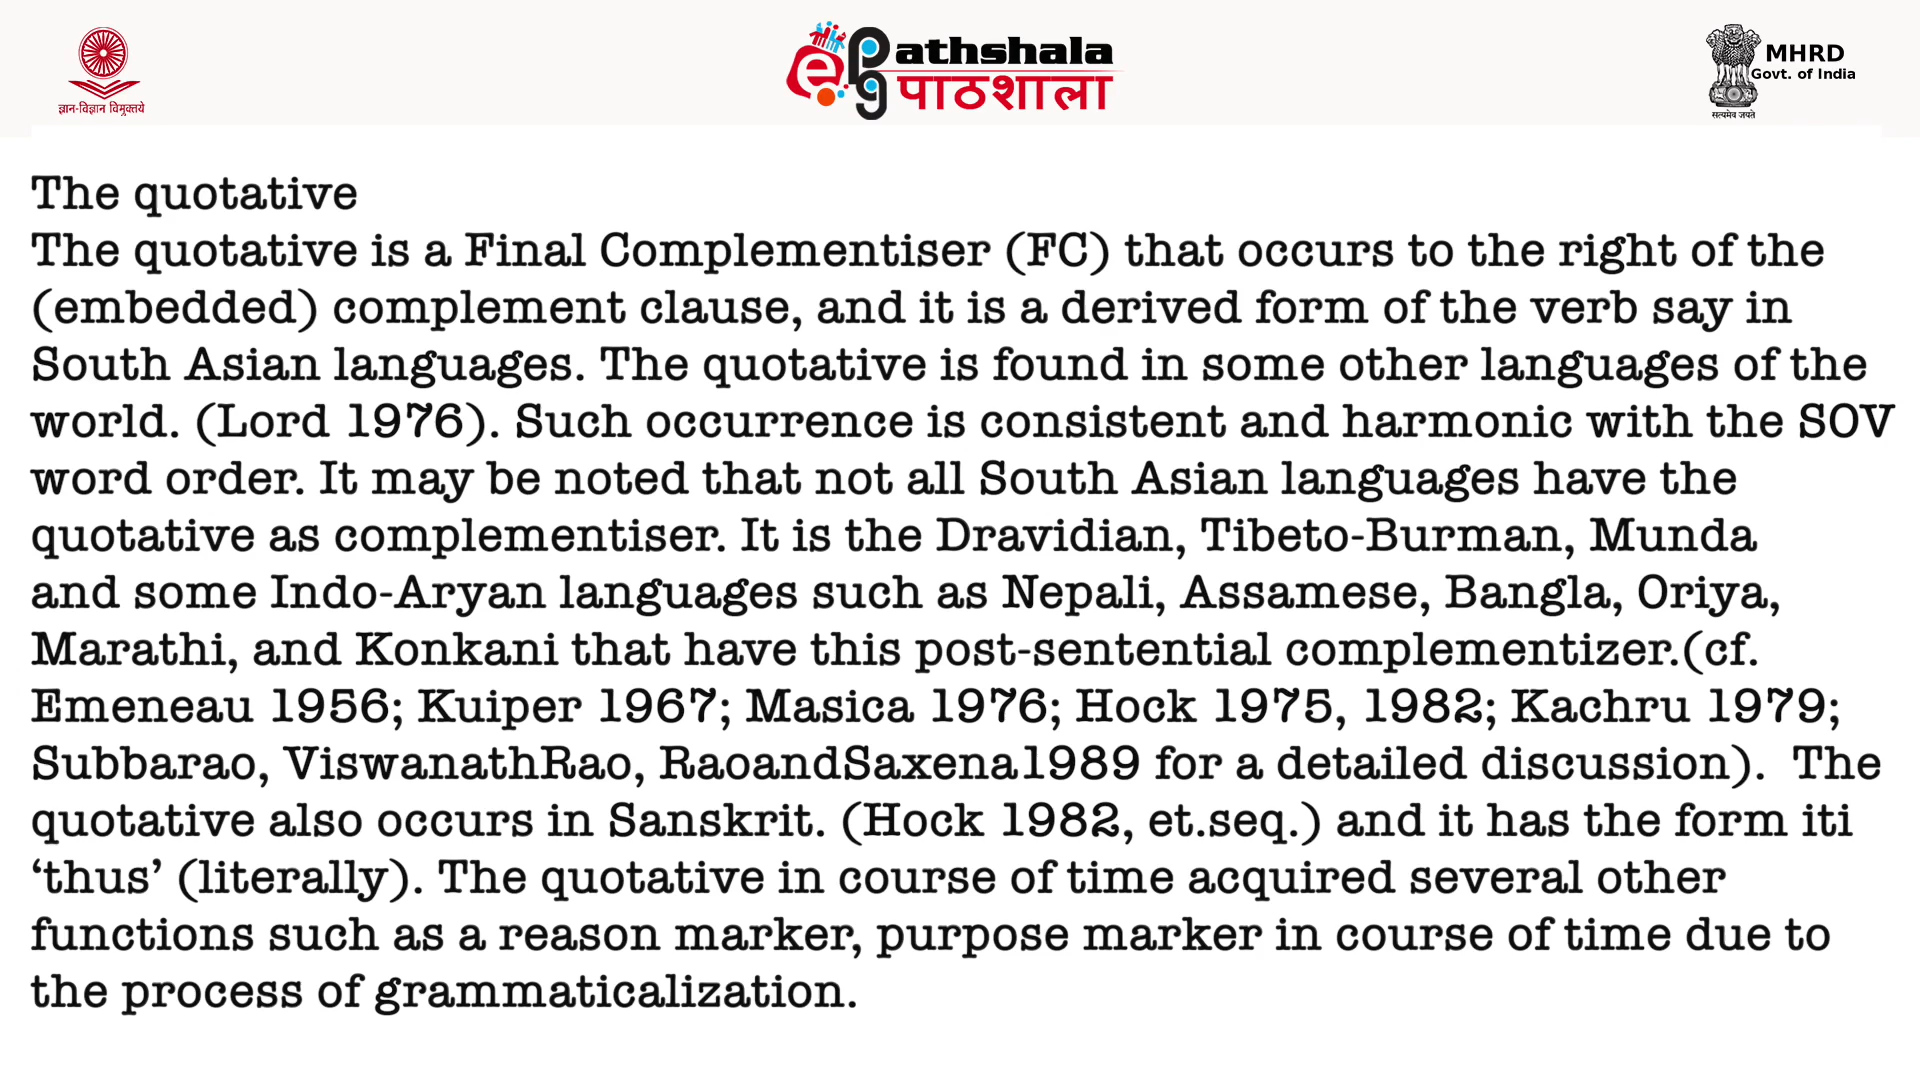 ज्ञान-विज्ञान विमुक्तये
ePathshala
पाठशाला
MHRD
Govt. of India
सत्यमेव जयते
The quotative
The quotative is a Final Complementiser (FC) that occurs to the right of the
(embedded) complement clause, and it is a derived form of the verb say in
South Asian languages. The quotative is found in some other languages of the
world. (Lord 1976). Such occurrence is consistent and harmonic with the SOV
word order. It may be noted that not all South Asian languages have the
quotative as complementiser. It is the Dravidian, Tibeto-Burman, Munda
and some Indo-Aryan languages such as Nepali, Assamese, Bangla, Oriya,
Marathi, and Konkani that have this post-sentential complementizer.(cf.
Emeneau 1956; Kuiper 1967; Masica 1976; Hock 1975, 1982; Kachru 1979;
Subbarao, ViswanathRao, RaoandSaxena1989 for a detailed discussion).  The
quotative also occurs in Sanskrit. (Hock 1982, et.seq.) and it has the form iti
‘thus’ (literally). The quotative in course of time acquired several other
functions such as a reason marker, purpose marker in course of time due to
the process of grammaticalization.